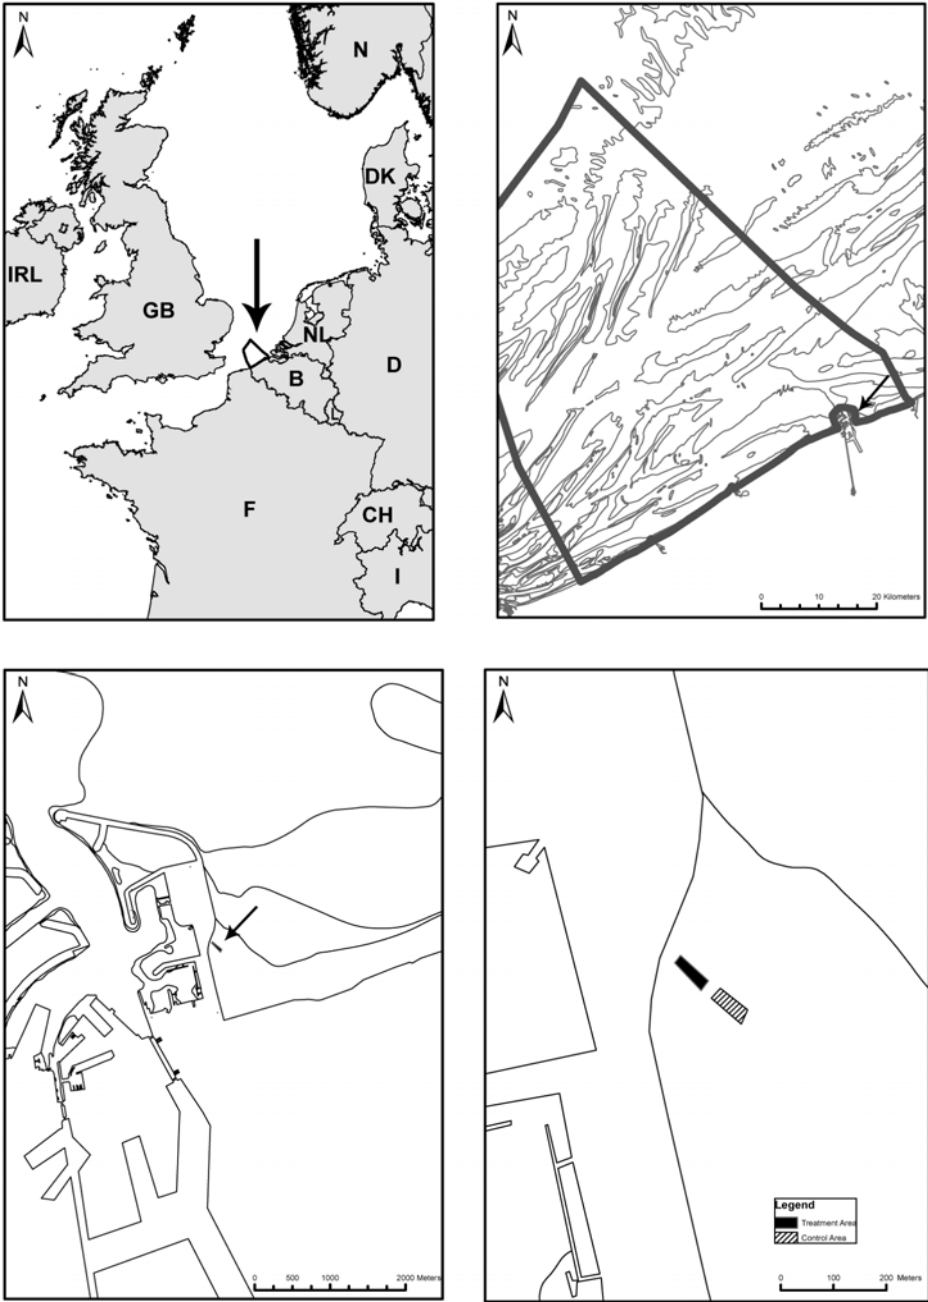 N
N
DK
IRL
GB
NL
B
D
F
CH
I
N
0 10 20 Kilometers
N
0 500 1000 2000 Meters
N
Legend
Treatment Area
Control Area
0 100 200 Meters